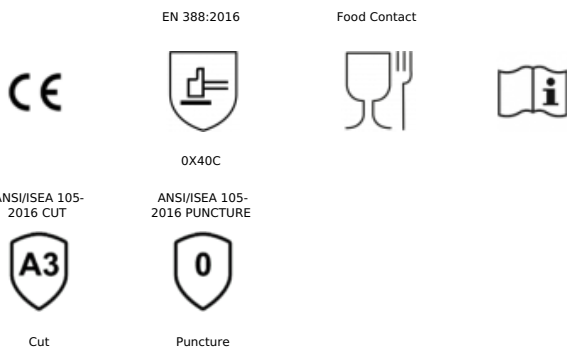 EN 388:2016
Food Contact
CE
i
0X40C
ANSI/ISEA 105-
2016 CUT
ANSI/ISEA 105-
2016 PUNCTURE
A3
0
Cut
Puncture